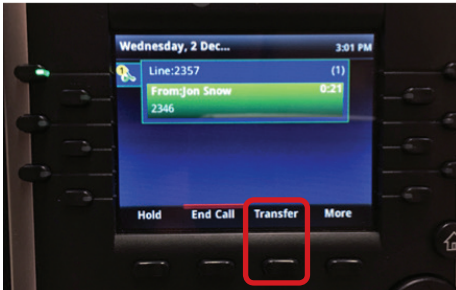 Wednesday, 2 Dec... 3:01 PM
1 Line:2357 (1)
From:Jon Snow 0:21
2346
Hold End Call Transfer More